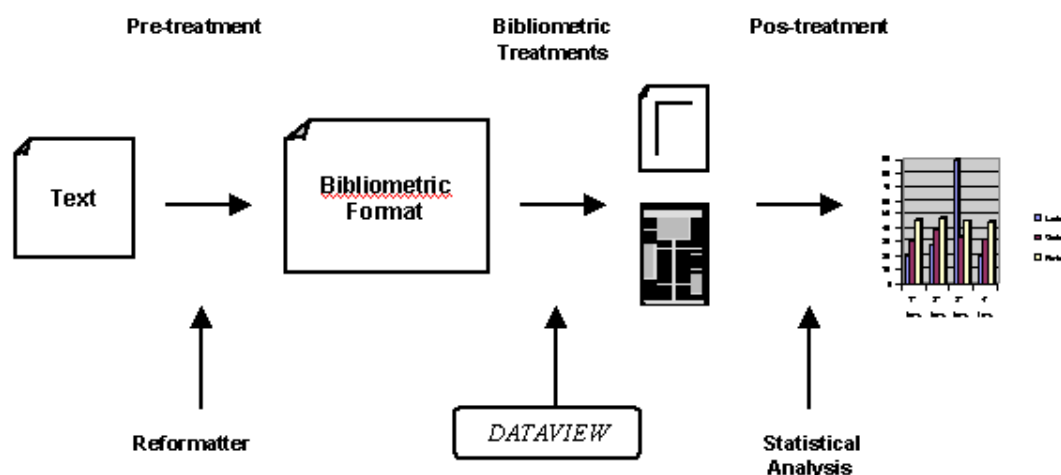 Pre-treatment
Bibliometric
Treatments
Pos-treatment
Text
Bibliometric
Format
Reformatter
DATAVIEW
Statistical
Analysis